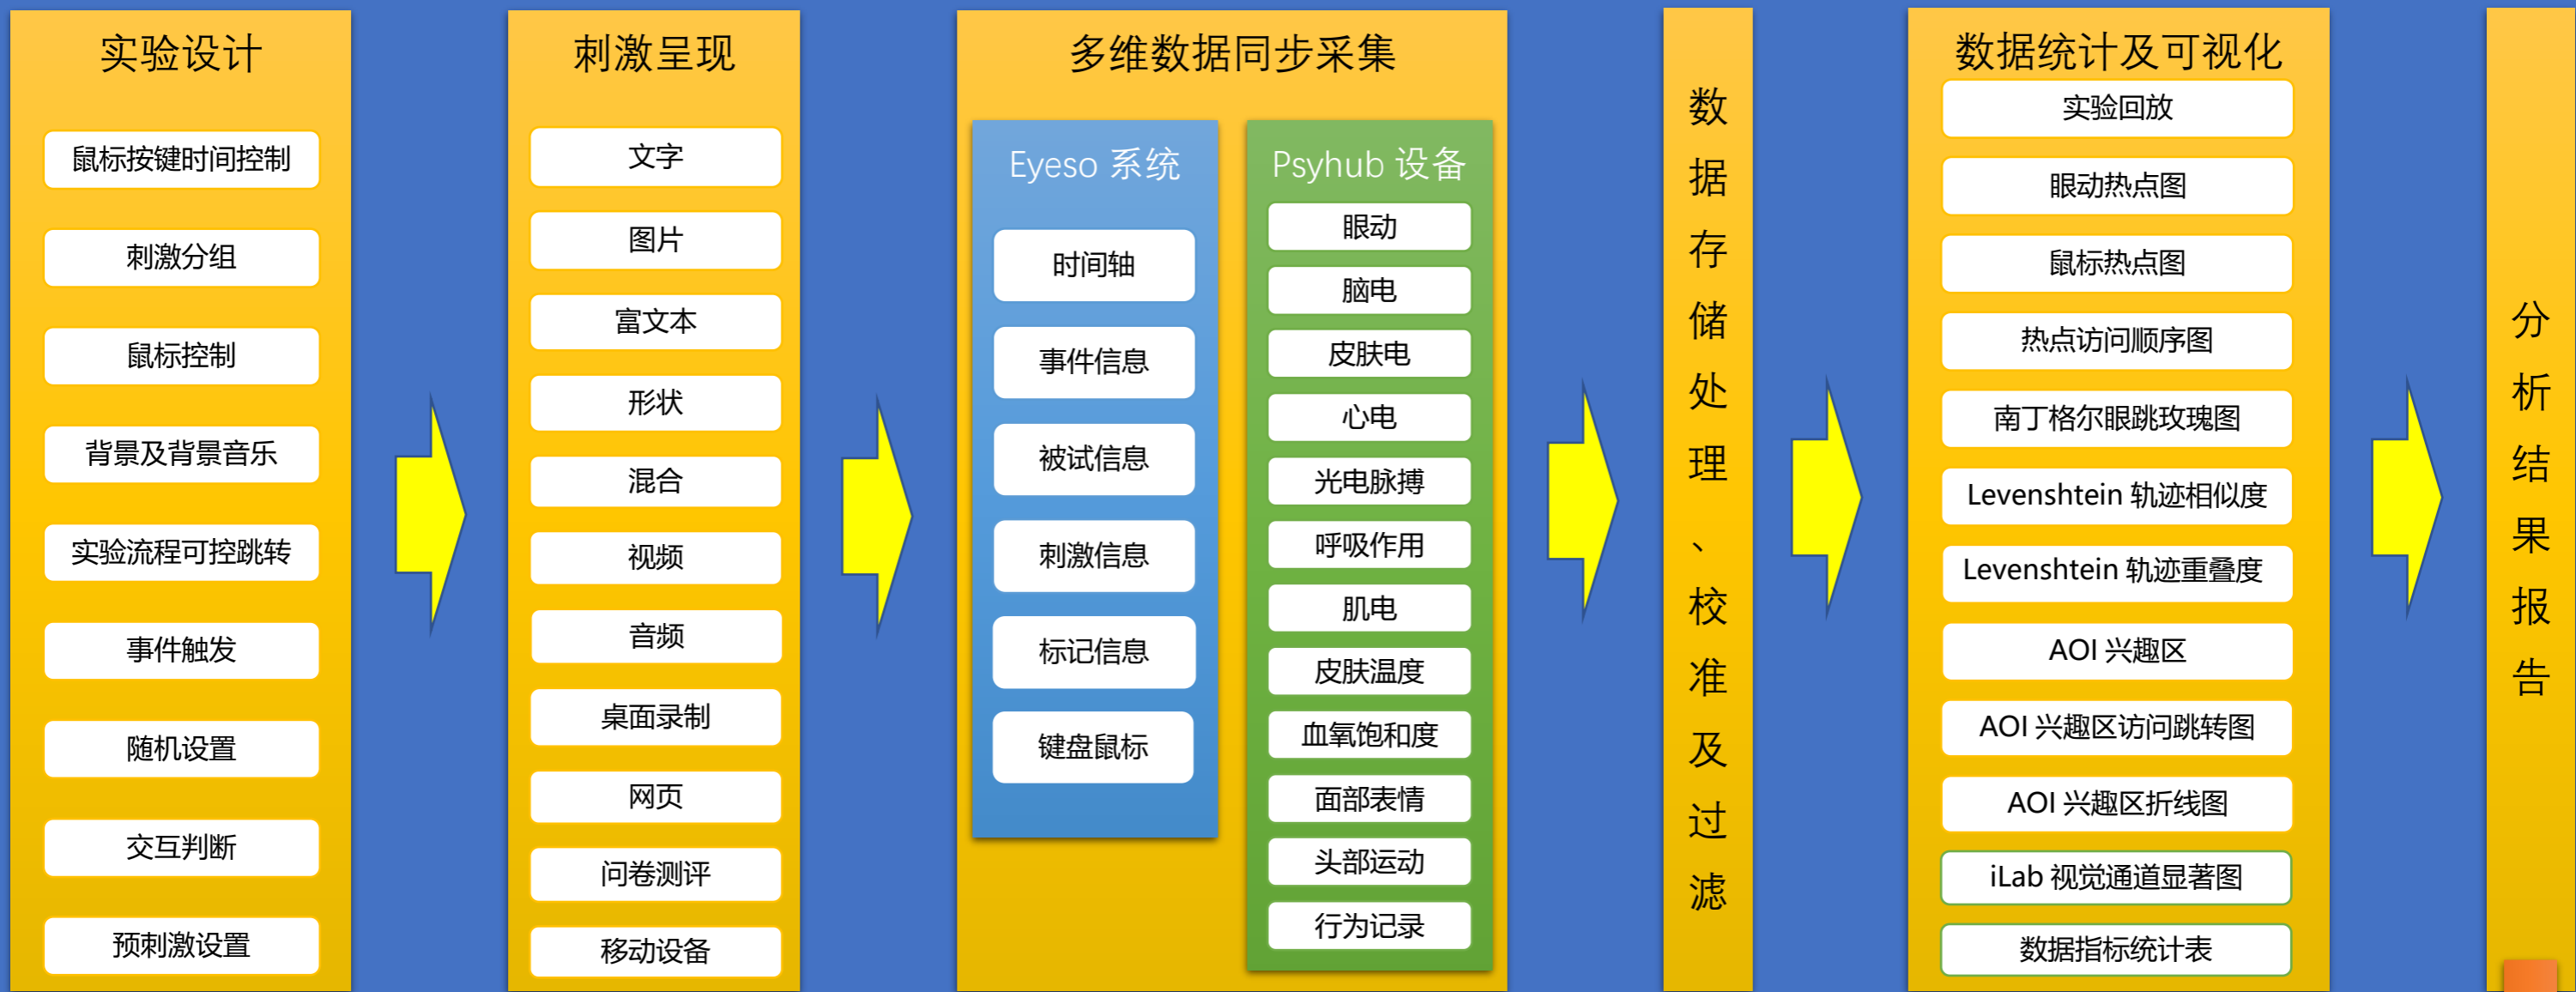 实验设计
鼠标按键时间控制
刺激分组
鼠标控制
背景及背景音乐
实验流程可控跳转
事件触发
随机设置
交互判断
预刺激设置
刺激呈现
文字
图片
富文本
形状
混合
视频
音频
桌面录制
网页
问卷测评
移动设备
多维数据同步采集
Eyeso 系统
时间轴
事件信息
被试信息
刺激信息
标记信息
键盘鼠标
Psyhub 设备
眼动
脑电
皮肤电
心电
光电脉搏
呼吸作用
肌电
皮肤温度
血氧饱和度
面部表情
头部运动
行为记录
数据存储处理、校准及过滤
数据统计及可视化
实验回放
眼动热点图
鼠标热点图
热点访问顺序图
南丁格尔眼跳玫瑰图
Levenshtein 轨迹相似度
Levenshtein 轨迹重叠度
AOI 兴趣区
AOI 兴趣区访问跳转图
AOI 兴趣区折线图
iLab 视觉通道显著图
数据指标统计表
分析结果报告